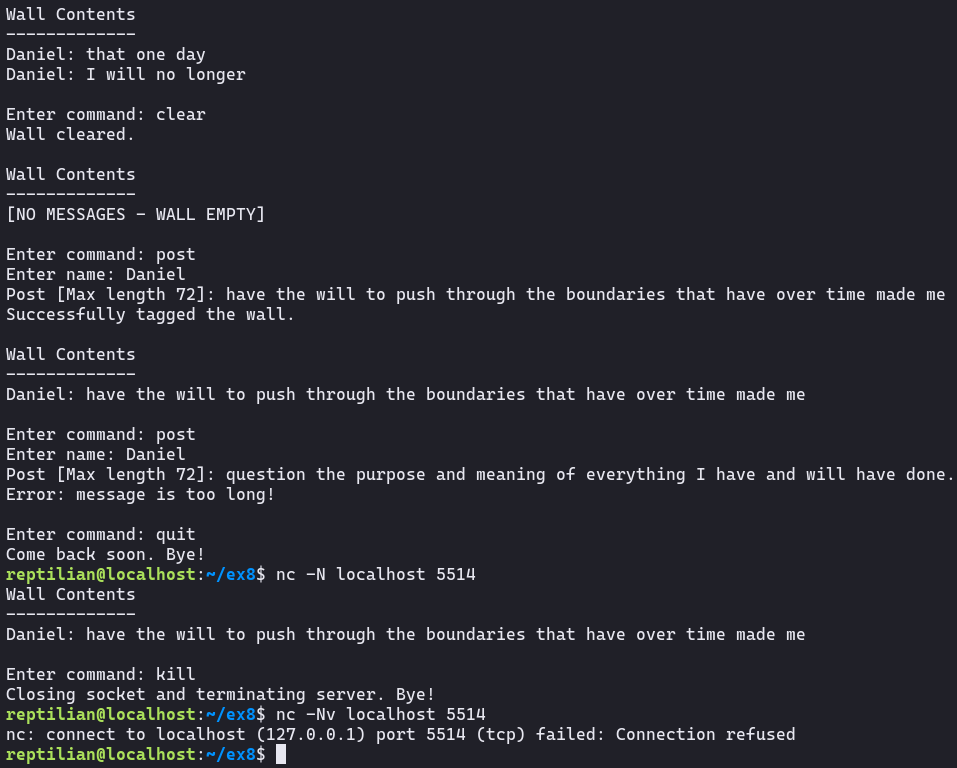 Wall Contents
-------------
Daniel: that one day
Daniel: I will no longer
Enter command: clear
Wall cleared.
Wall Contents
-------------
[NO MESSAGES - WALL EMPTY]
Enter command: post
Enter name: Daniel
Post [Max length 72]: have the will to push through the boundaries that have over time made me
Successfully tagged the wall.
Wall Contents
-------------
Daniel: have the will to push through the boundaries that have over time made me
Enter command: post
Enter name: Daniel
Post [Max length 72]: question the purpose and meaning of everything I have and will have done.
Error: message is too long!
Enter command: quit
Come back soon. Bye!
reptilian@localhost:~/ex8$ nc -N localhost 5514
Wall Contents
-------------
Daniel: have the will to push through the boundaries that have over time made me
Enter command: kill
Closing socket and terminating server. Bye!
reptilian@localhost:~/ex8$ nc -Nv localhost 5514
nc: connect to localhost (127.0.0.1) port 5514 (tcp) failed: Connection refused
reptilian@localhost:~/ex8$